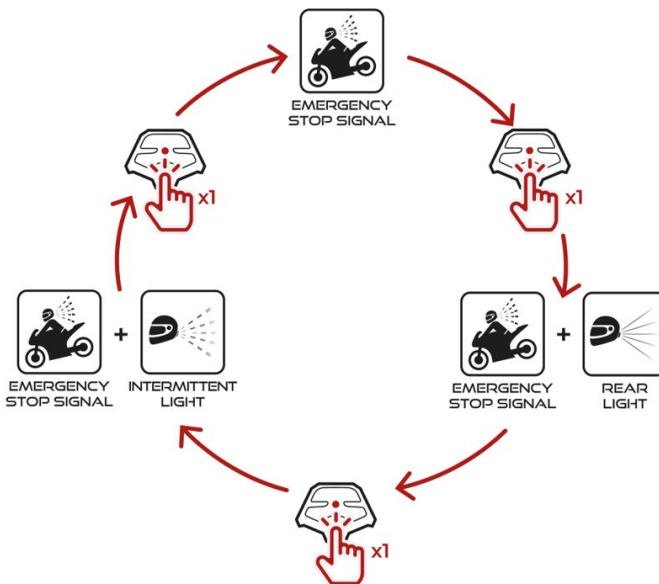 EMERGENCY
STOP SIGNAL
x1
x1
+
+
EMERGENCY
STOP SIGNAL
INTERMITTENT
LIGHT
EMERGENCY
STOP SIGNAL
REAR
LIGHT
x1